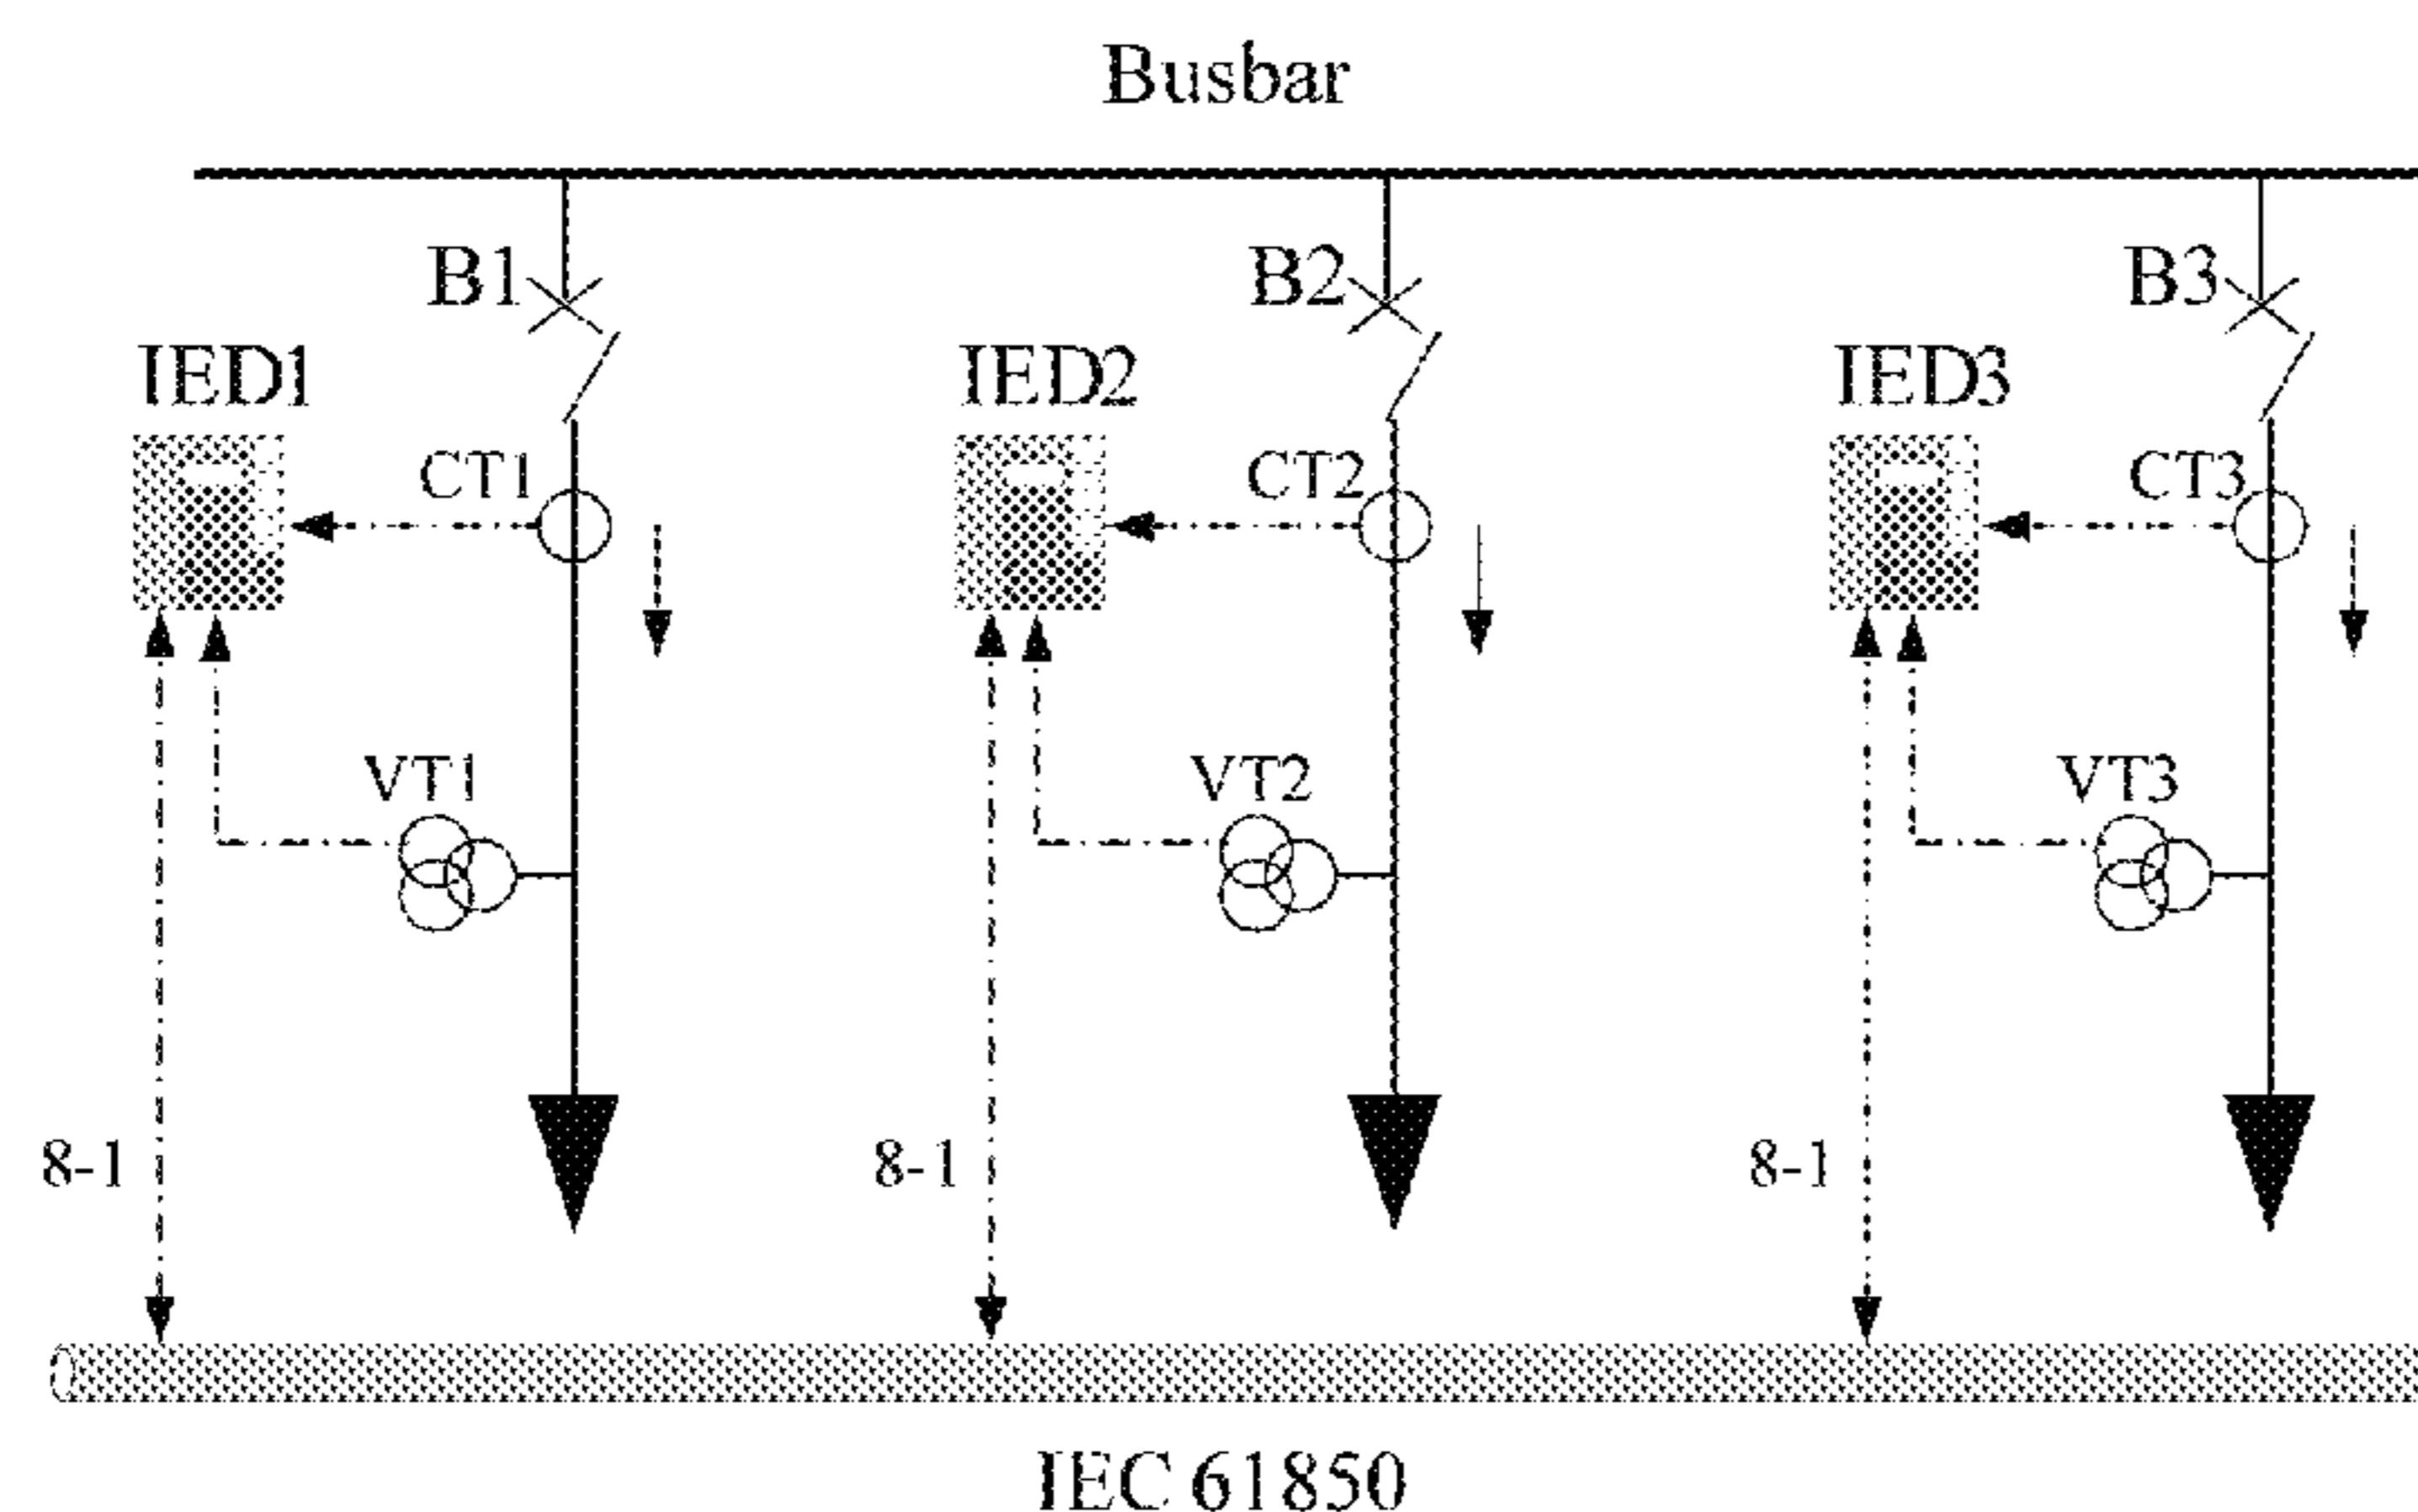 Busbar
B1 B2 B3
IED1 IED2 IED3
CT1 CT2 CT3
VT1 VT2 VT3
8-1 8-1 8-1
IEC 61850